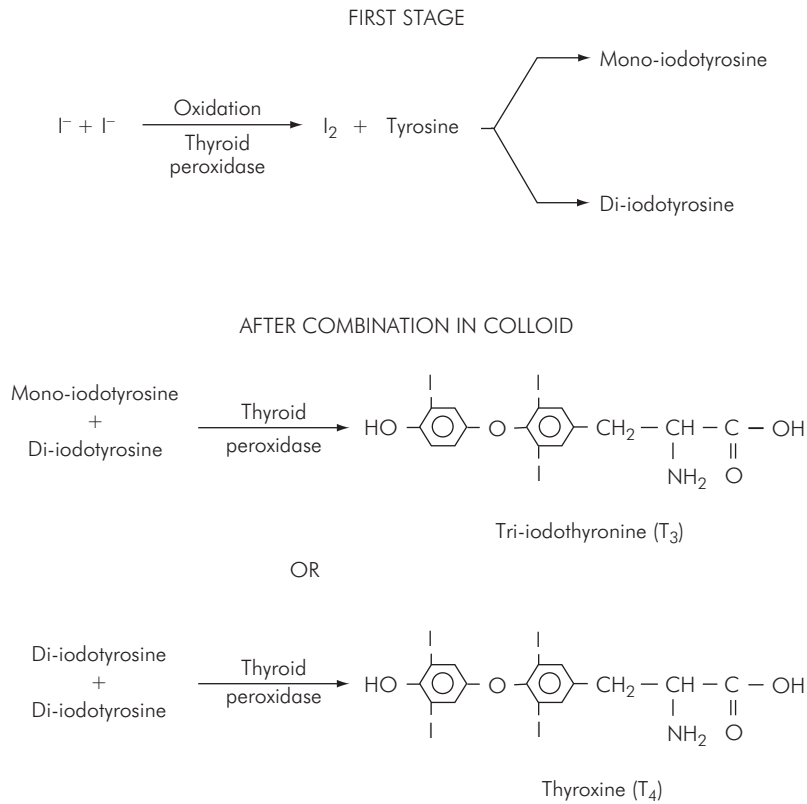 FIRST STAGE
I⁻ + I⁻
Oxidation
Thyroid
peroxidase
I₂ + Tyrosine
Mono-iodotyrosine
Di-iodotyrosine
AFTER COMBINATION IN COLLOID
Mono-iodotyrosine
+
Di-iodotyrosine
Thyroid
peroxidase
I I
HO O CH₂ — CH — C — OH
I NH₂ O
Tri-iodothyronine (T₃)
OR
Di-iodotyrosine
+
Di-iodotyrosine
Thyroid
peroxidase
I I
HO O CH₂ — CH — C — OH
I I NH₂ O
Thyroxine (T₄)